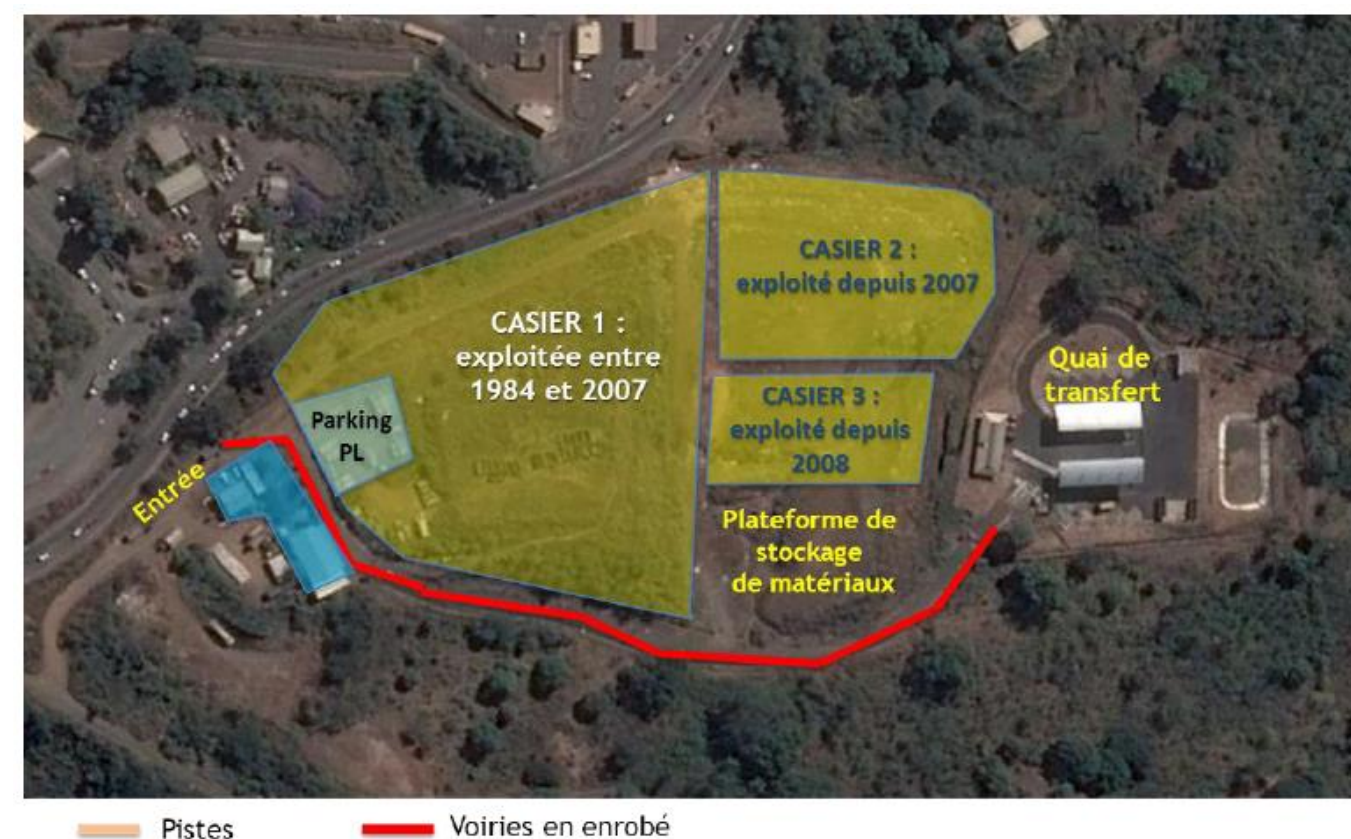 CASIER 1 :
exploitée entre
1984 et 2007
CASIER 2 :
exploité depuis 2007
CASIER 3 :
exploité depuis
2008
Quai de
transfert
Parking
PL
Entrée
Plateforme de
stockage
de matériaux
Pistes
Voiries en enrobé